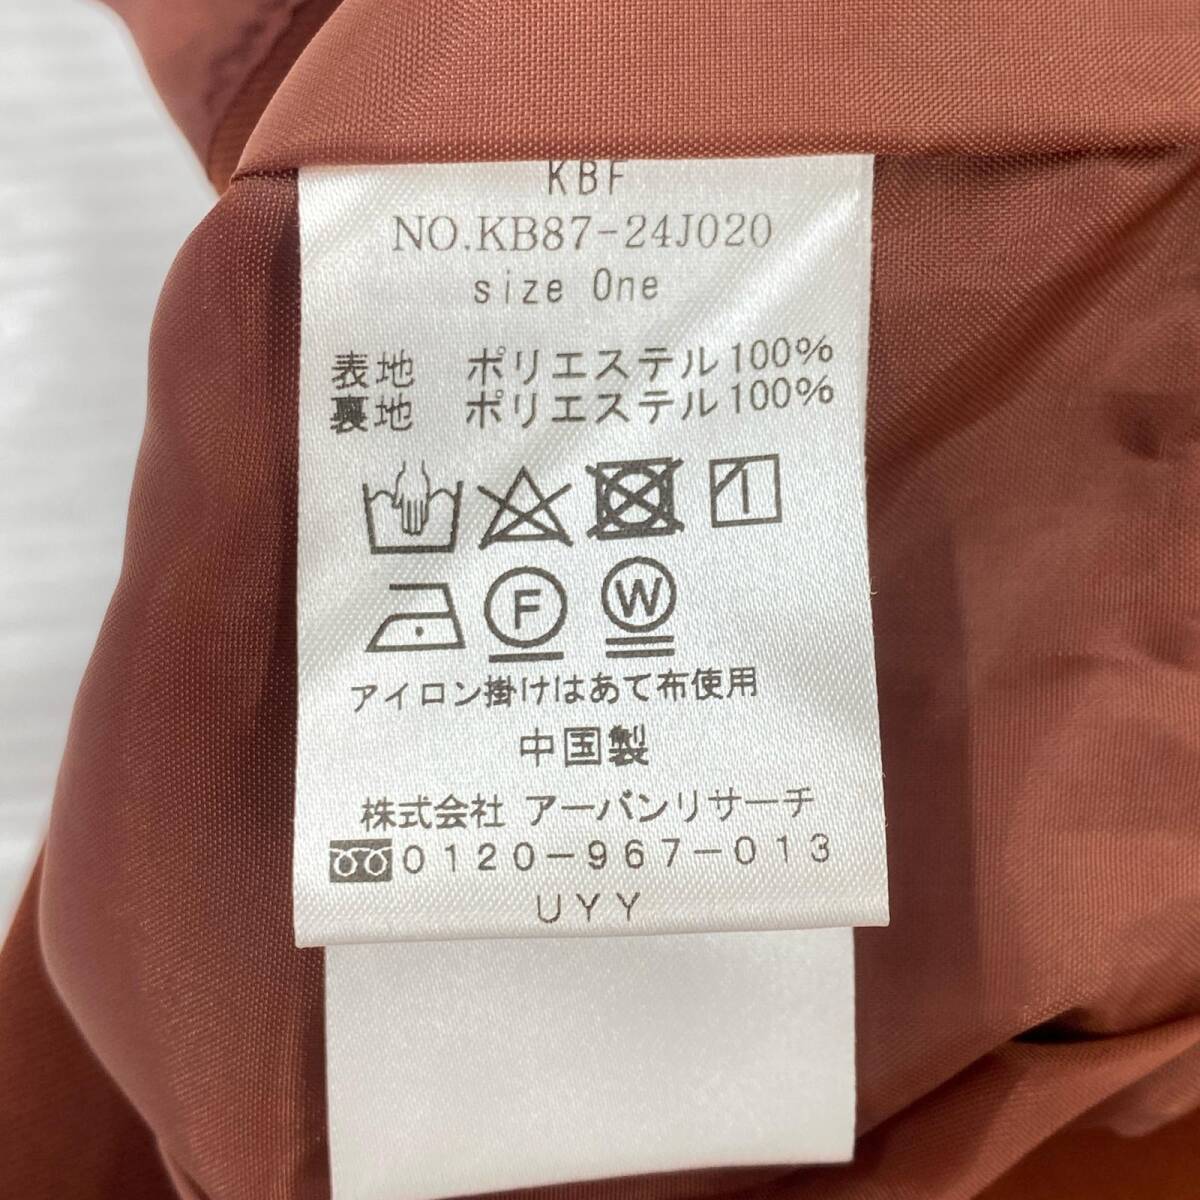 KBF
NO.KB87-24J020
size One
表地 ポリエステル100%
裏地 ポリエステル100%
F W
アイロン掛けはあて布使用
中国製
株式会社 アーバンリサーチ
0120-967-013
UYY